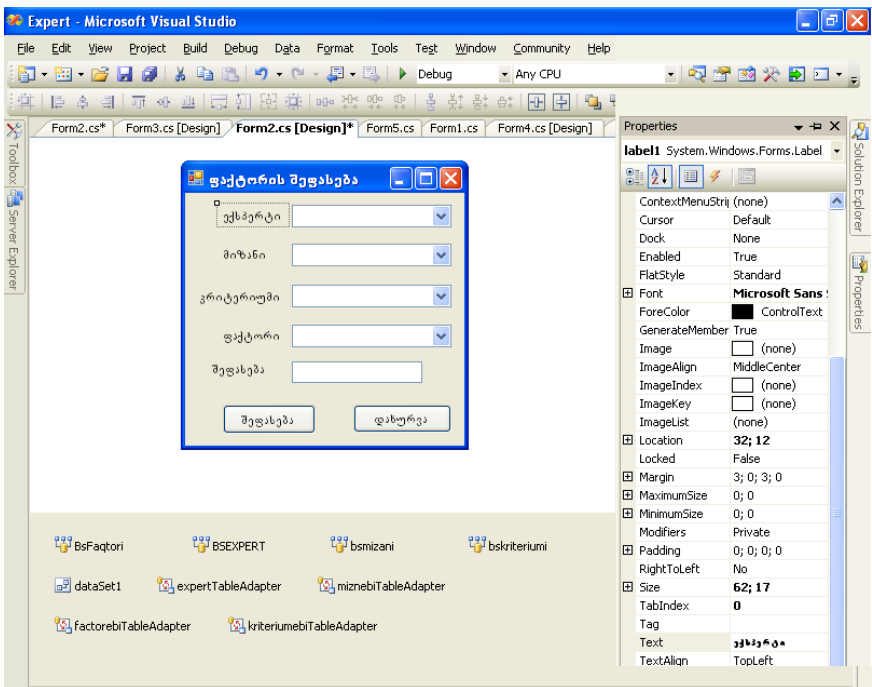 Expert - Microsoft Visual Studio
File Edit View Project Build Debug Data Format Tools Test Window Community Help
Debug Any CPU
Form2.cs* Form3.cs [Design] Form2.cs [Design]* Form5.cs Form1.cs Form4.cs [Design]
Toolbox
Server Explorer
ფაქტორის შეფასება
ექსპერტი
მიზანი
კრიტერიუმი
ფაქტორი
შეფასება
შეფასება დახურვა
BsFaqtori BSEXPERT bsmizani bskriteriumi
dataSet1 expertTableAdapter miznebiTableAdapter
factorebiTableAdapter kriteriumebiTableAdapter
Properties
label1 System.Windows.Forms.Label
ContextMenuStri (none)
Cursor Default
Dock None
Enabled True
FlatStyle Standard
Font Microsoft Sans
ForeColor ControlText
GenerateMember True
Image (none)
ImageAlign MiddleCenter
ImageIndex (none)
ImageKey (none)
ImageList (none)
Location 32; 12
Locked False
Margin 3; 0; 3; 0
MaximumSize 0; 0
MinimumSize 0; 0
Modifiers Private
Padding 0; 0; 0; 0
RightToLeft No
Size 62; 17
TabIndex 0
Tag
Text ექსპერტი
TextAlign TopLeft
Solution Explorer
Properties